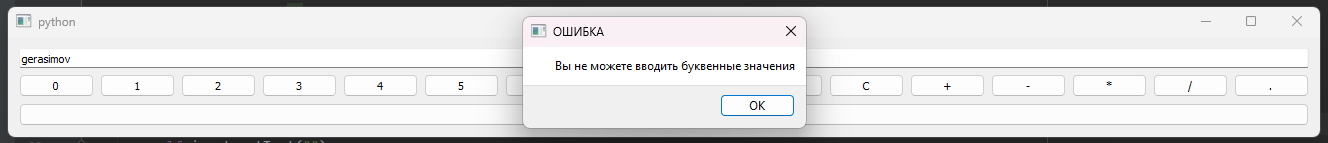 python
ОШИБКА
gerasimov
Вы не можете вводить буквенные значения
0 1 2 3 4 5 C + - * / .
OK